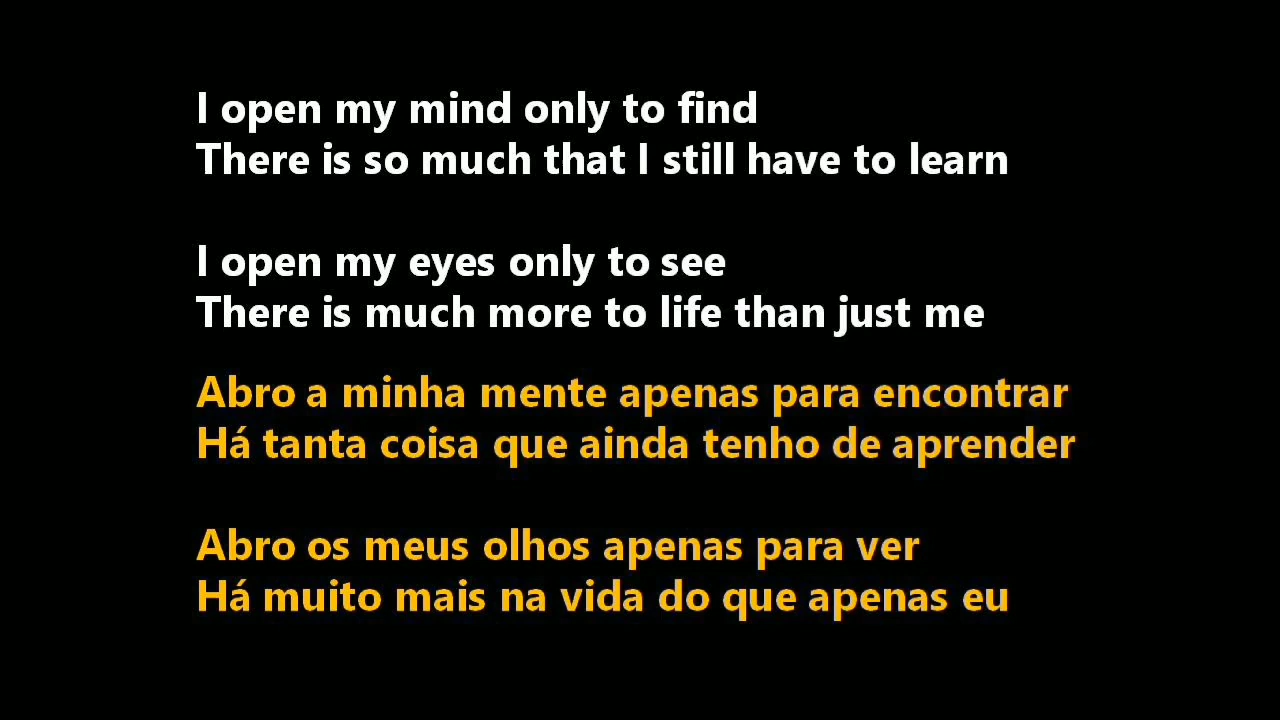 I open my mind only to find
There is so much that I still have to learn
I open my eyes only to see
There is much more to life than just me
Abro a minha mente apenas para encontrar
Há tanta coisa que ainda tenho de aprender
Abro os meus olhos apenas para ver
Há muito mais na vida do que apenas eu